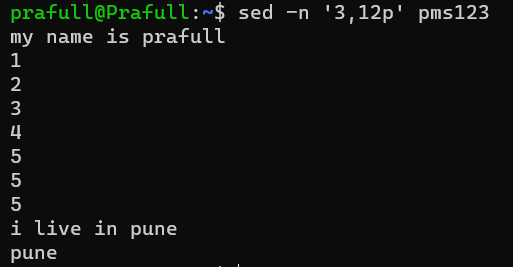 prafull@Prafull:~$ sed -n '3,12p' pms123
my name is prafull
1
2
3
4
5
5
5
i live in pune
pune